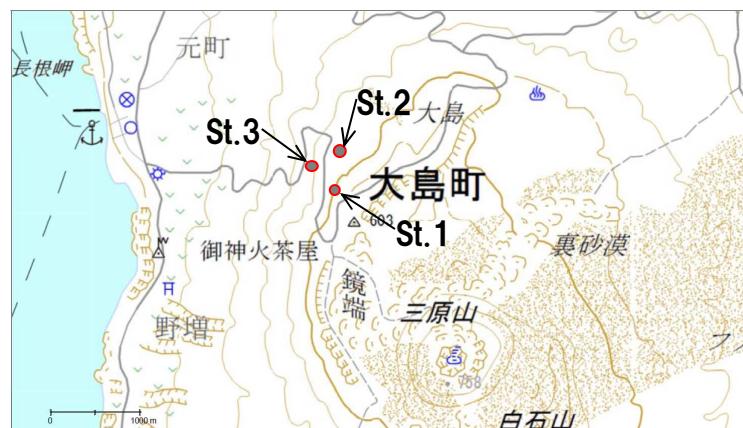 元町
長根岬
St.2
大島
St.3
大島町
603
St.1
御神火茶屋
裏砂漠
鏡端
三原山
野増
フ
758
白石山
0
1000 m